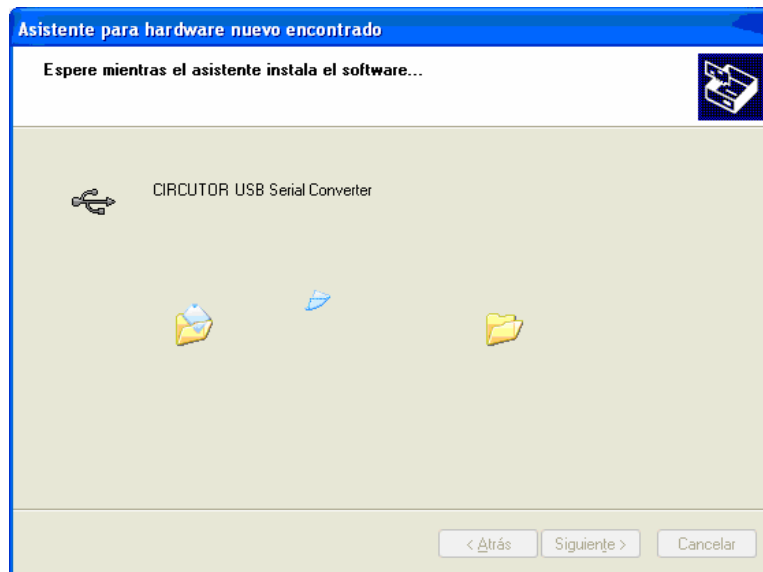 Asistente para hardware nuevo encontrado
Espere mientras el asistente instala el software...
CIRCUTOR USB Serial Converter
< Atrás
Siguiente >
Cancelar